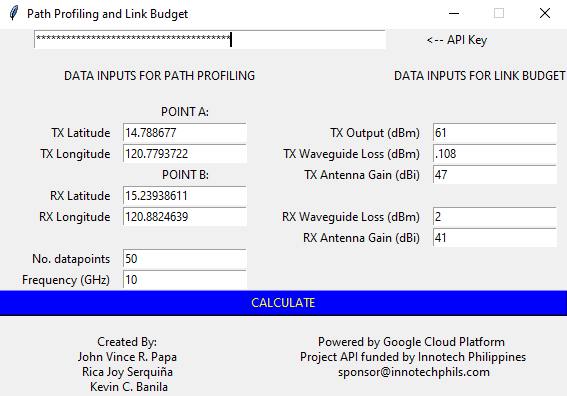 Path Profiling and Link Budget
*************************************** <-- API Key
DATA INPUTS FOR PATH PROFILING DATA INPUTS FOR LINK BUDGET
POINT A:
TX Latitude 14.788677 TX Output (dBm) 61
TX Longitude 120.7793722 TX Waveguide Loss (dBm) .108
POINT B: TX Antenna Gain (dBi) 47
RX Latitude 15.23938611
RX Longitude 120.8824639 RX Waveguide Loss (dBm) 2
RX Antenna Gain (dBi) 41
No. datapoints 50
Frequency (GHz) 10
CALCULATE
Created By: Powered by Google Cloud Platform
John Vince R. Papa Project API funded by Innotech Philippines
Rica Joy Serquiña sponsor@innotechphils.com
Kevin C. Banila